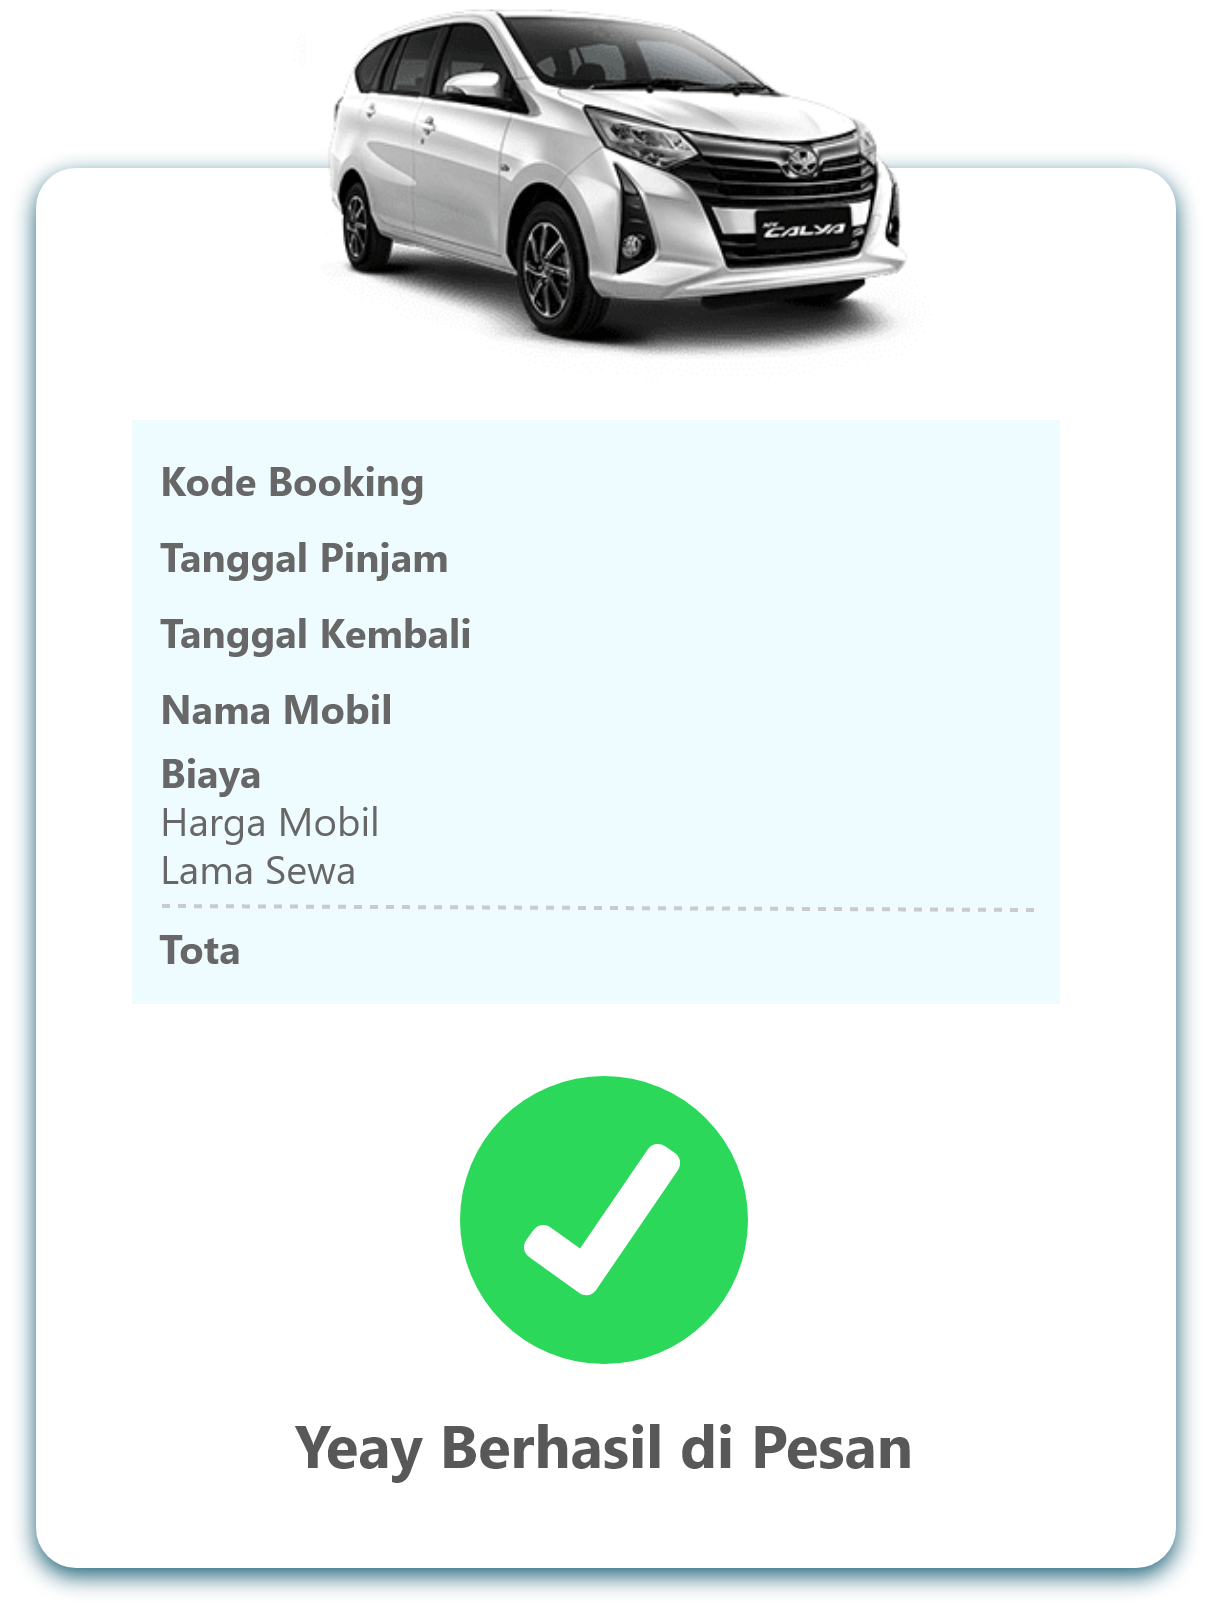 NEW CALYA
Kode Booking
Tanggal Pinjam
Tanggal Kembali
Nama Mobil
Biaya
Harga Mobil
Lama Sewa
Tota
Yeay Berhasil di Pesan